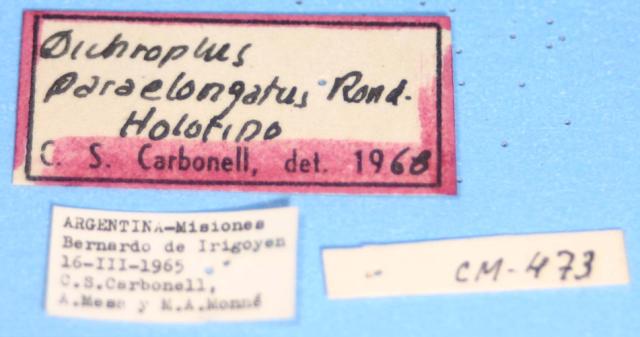 Dichroplus
paraelongatus Rond.
Holotipo
C. S. Carbonell, det. 1968
ARGENTINA-Misiones
Bernardo de Irigoyen
16-III-1965
C.S.Carbonell,
A.Mesa y M.A.Monné
CM-473